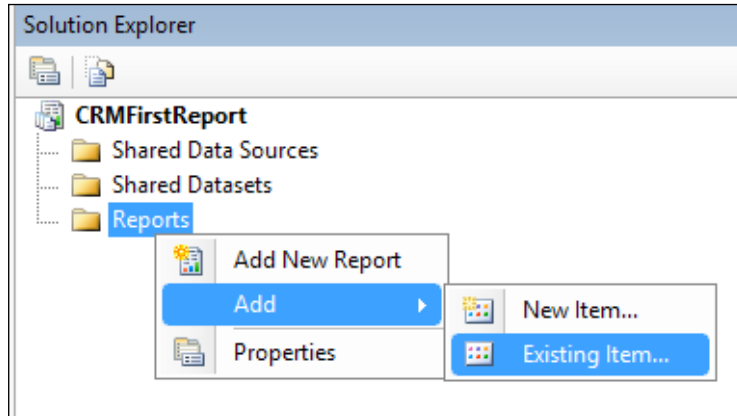 Solution Explorer
CRMFirstReport
Shared Data Sources
Shared Datasets
Reports
Add New Report
Add
New Item...
Properties
Existing Item...